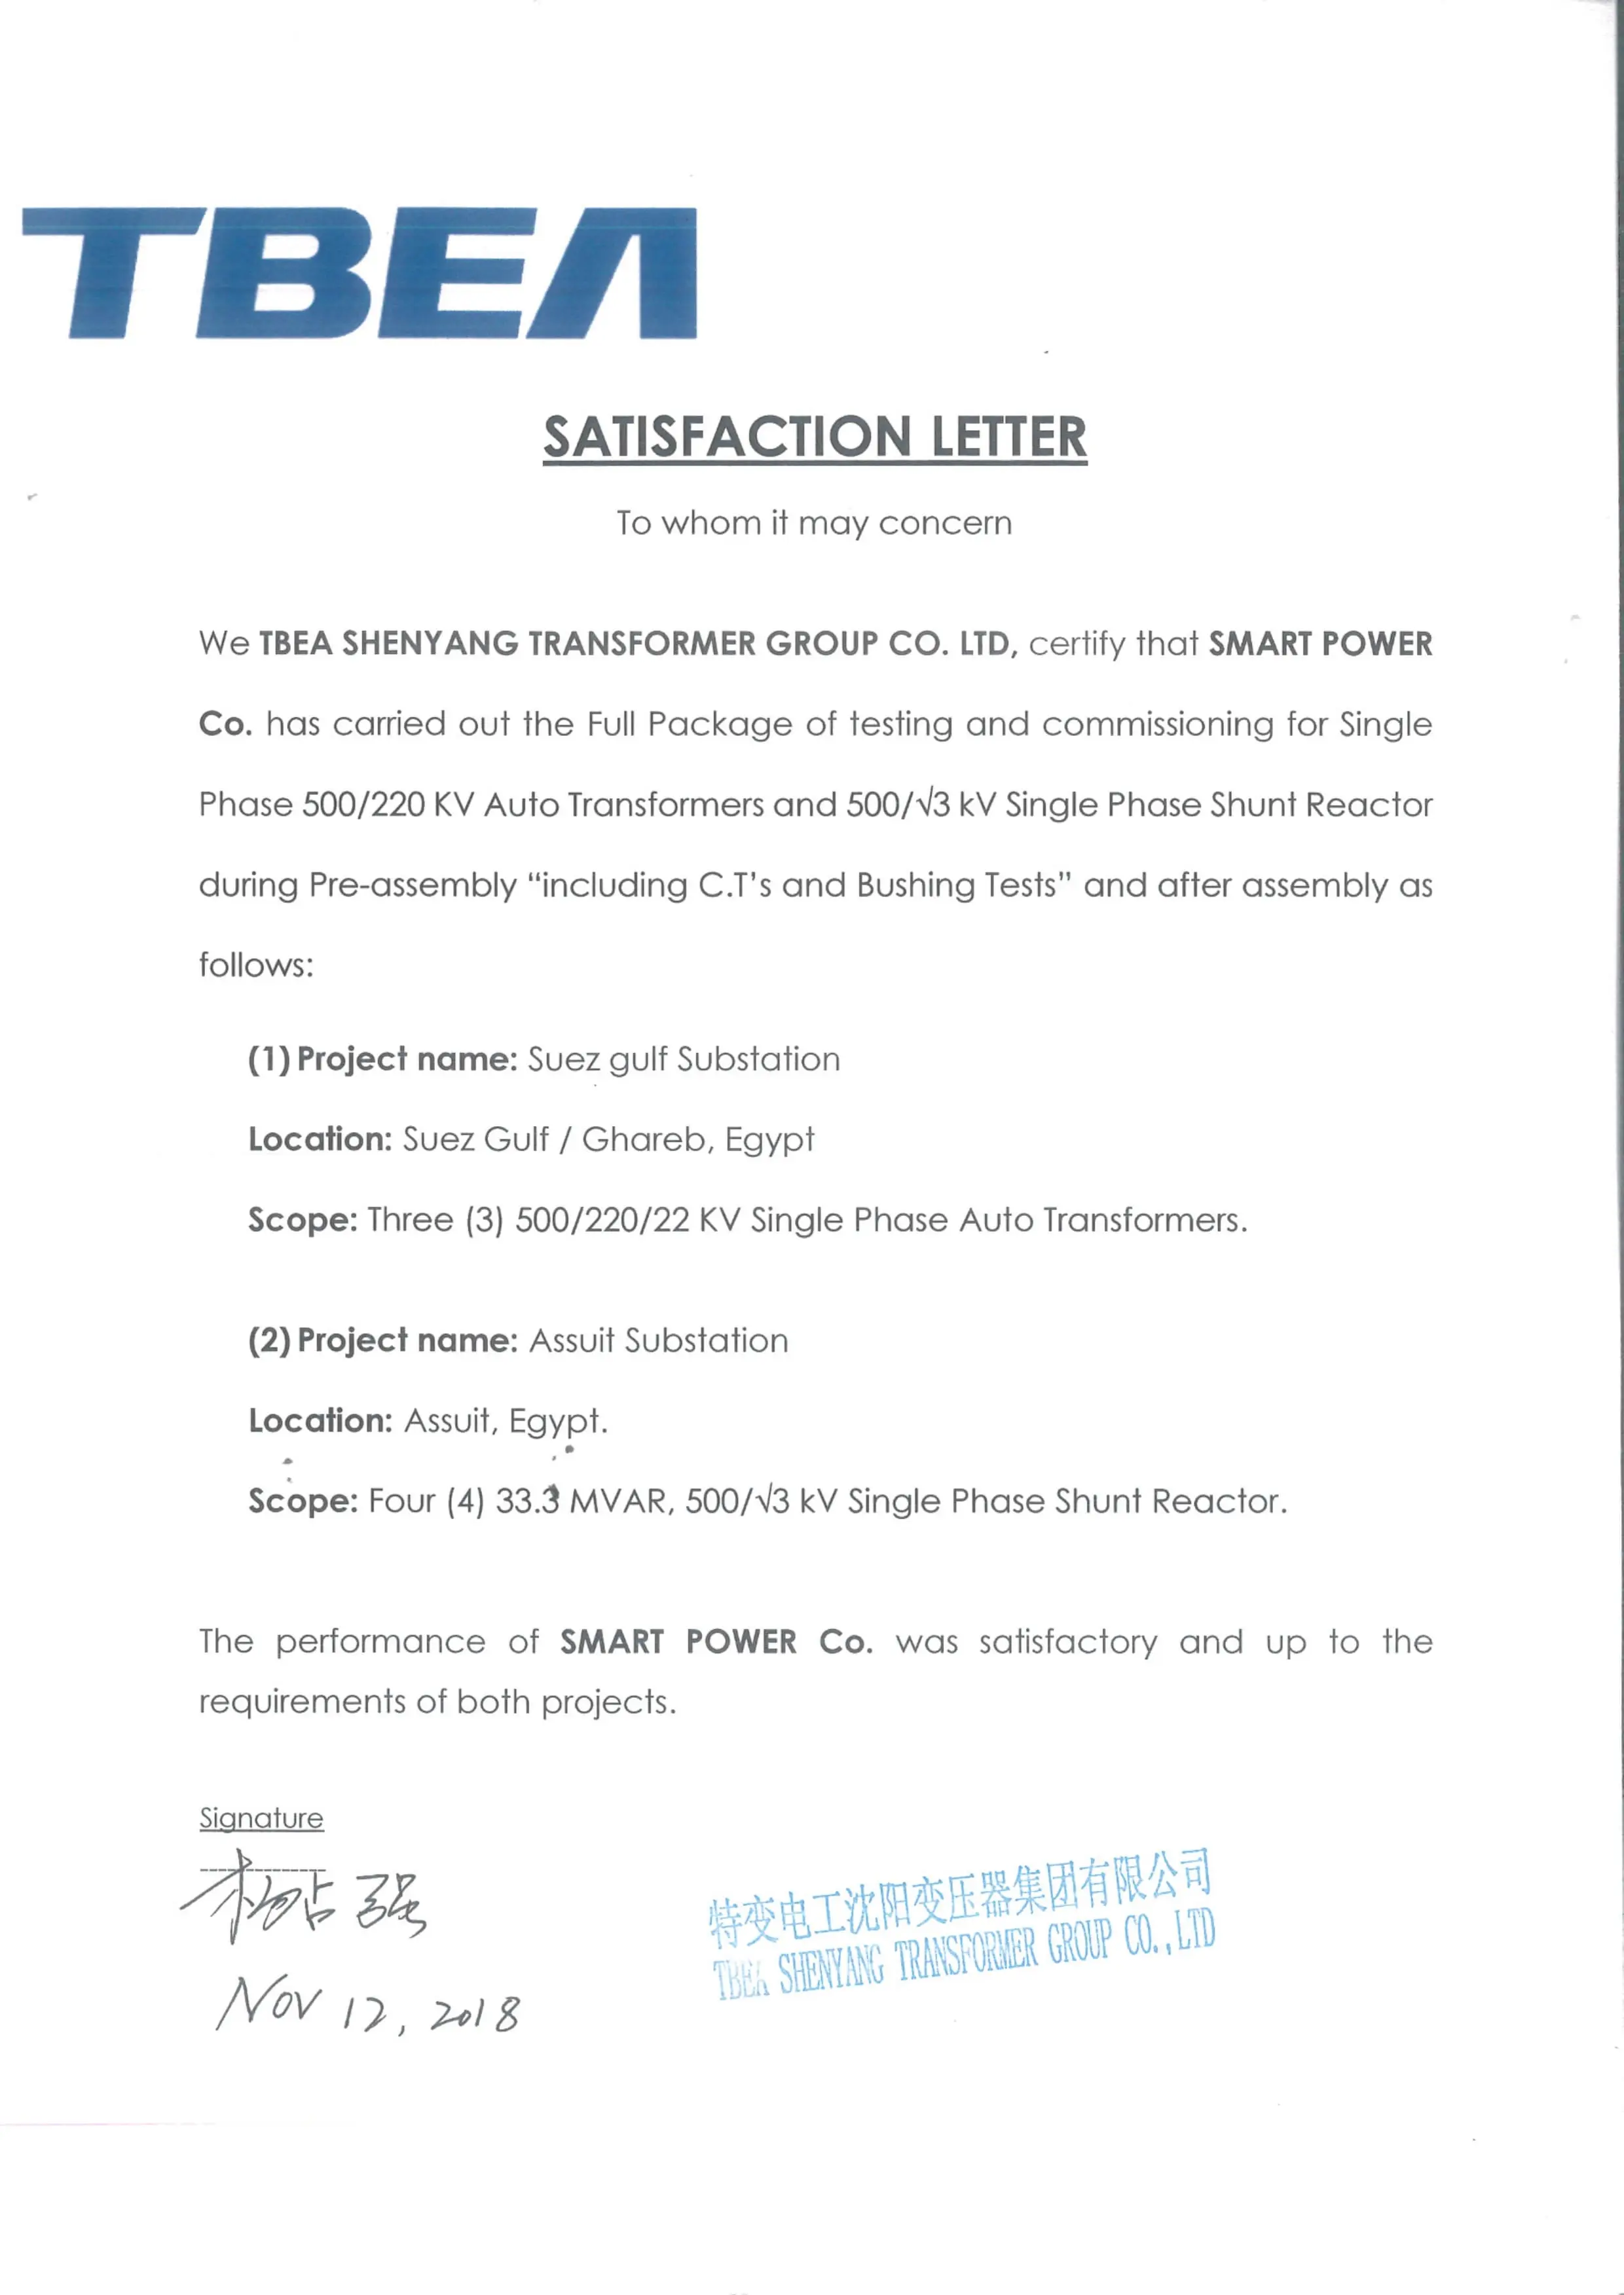 TBEA
SATISFACTION LETTER
To whom it may concern
We TBEA SHENYANG TRANSFORMER GROUP CO. LTD, certify that SMART POWER
Co. has carried out the Full Package of testing and commissioning for Single
Phase 500/220 KV Auto Transformers and 500/√3 kV Single Phase Shunt Reactor
during Pre-assembly “including C.T's and Bushing Tests” and after assembly as
follows:
(1) Project name: Suez gulf Substation
Location: Suez Gulf / Ghareb, Egypt
Scope: Three (3) 500/220/22 KV Single Phase Auto Transformers.
(2) Project name: Assuit Substation
Location: Assuit, Egypt.
Scope: Four (4) 33.3 MVAR, 500/√3 kV Single Phase Shunt Reactor.
The performance of SMART POWER Co. was satisfactory and up to the
requirements of both projects.
Signature
强
Nov 12, 2018
特变电工沈阳变压器集团有限公司
TBEA SHENYANG TRANSFORMER GROUP CO.,LTD